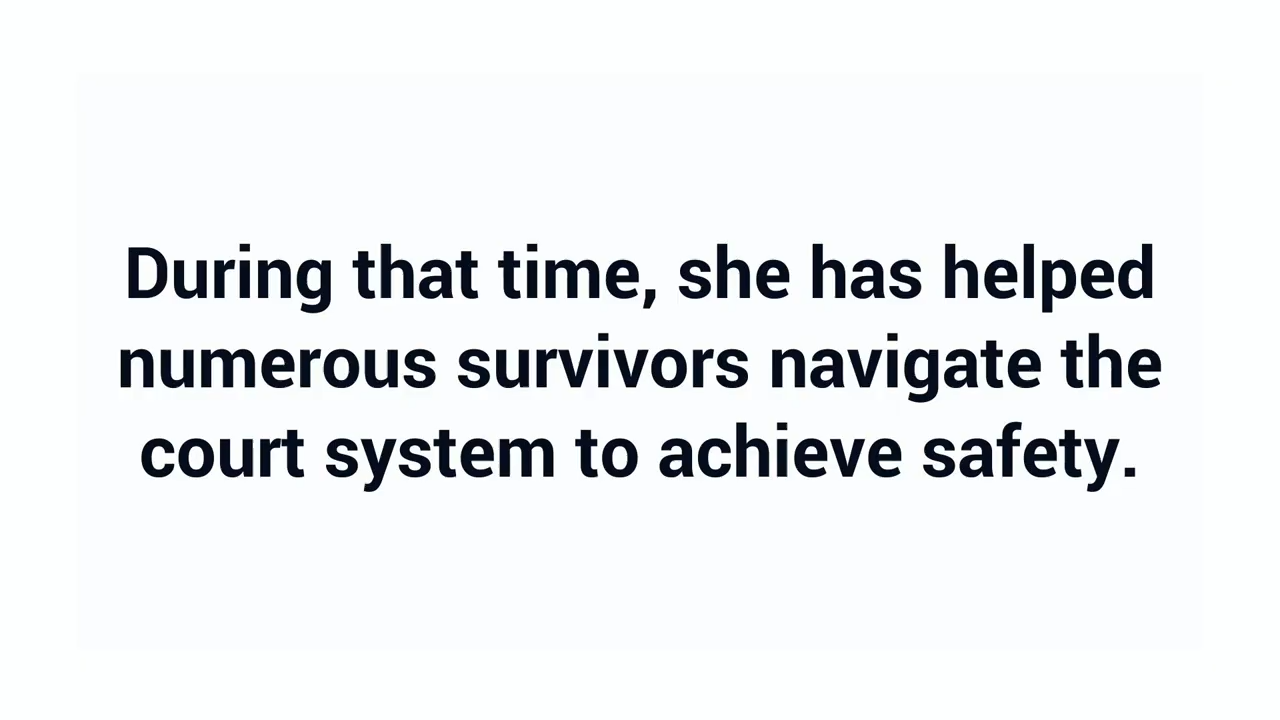 During that time, she has helped
numerous survivors navigate the
court system to achieve safety.